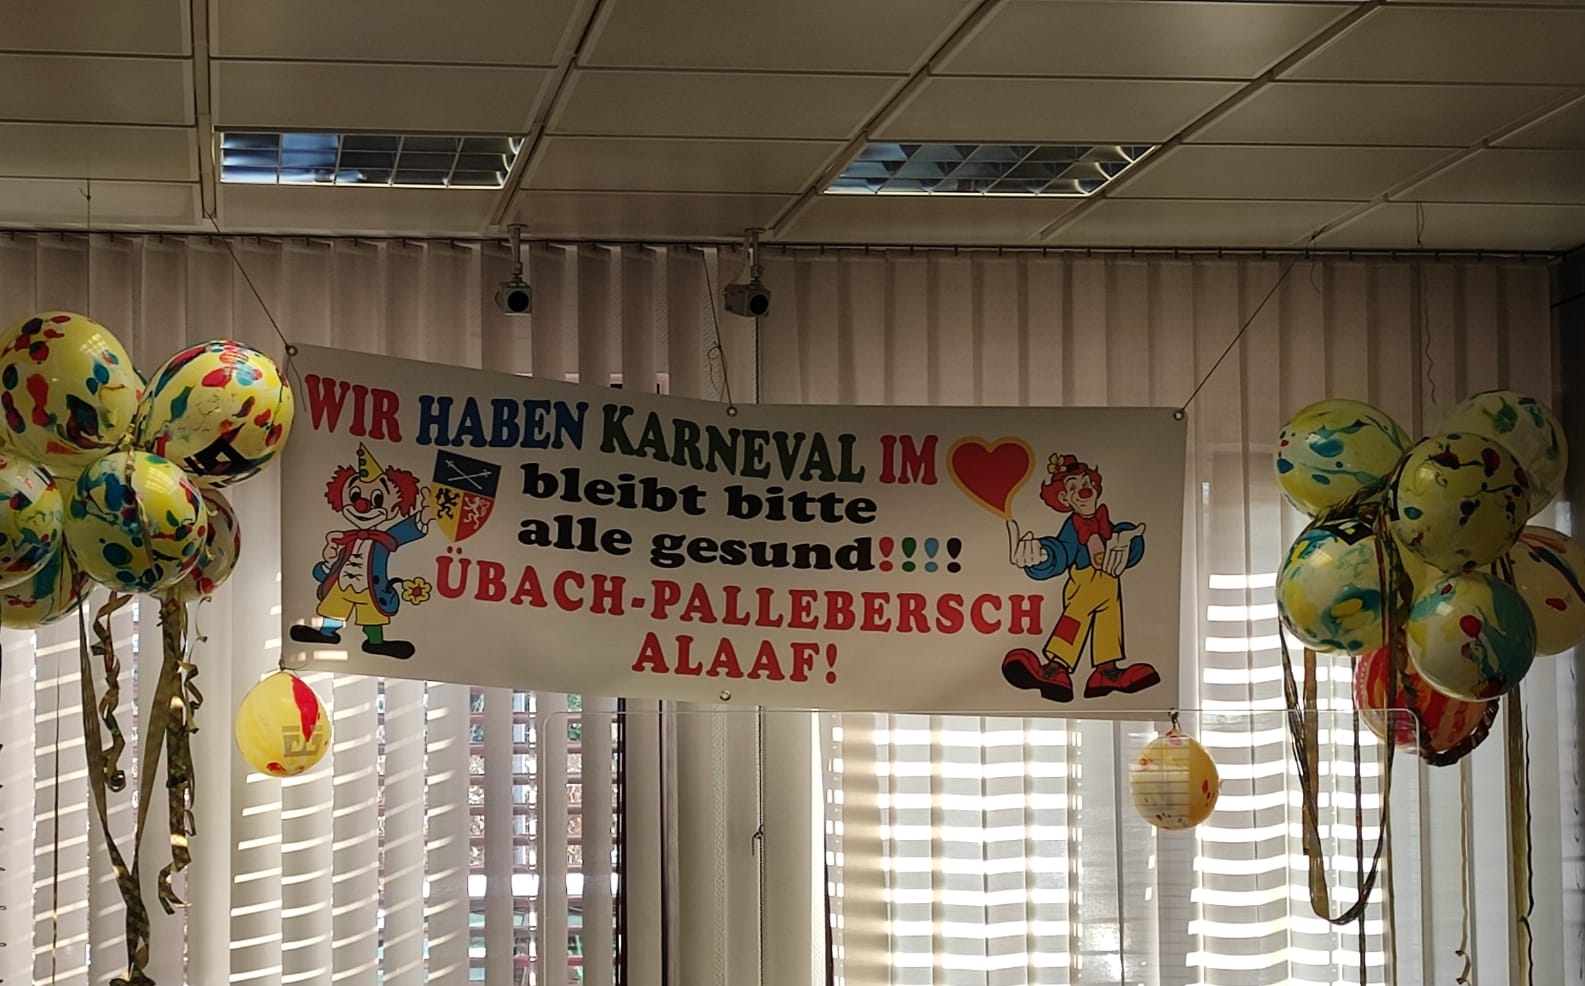 WIR HABEN KARNEVAL IM
bleibt bitte
alle gesund!!!!
ÜBACH-PALLEBERSCH
ALAAF!